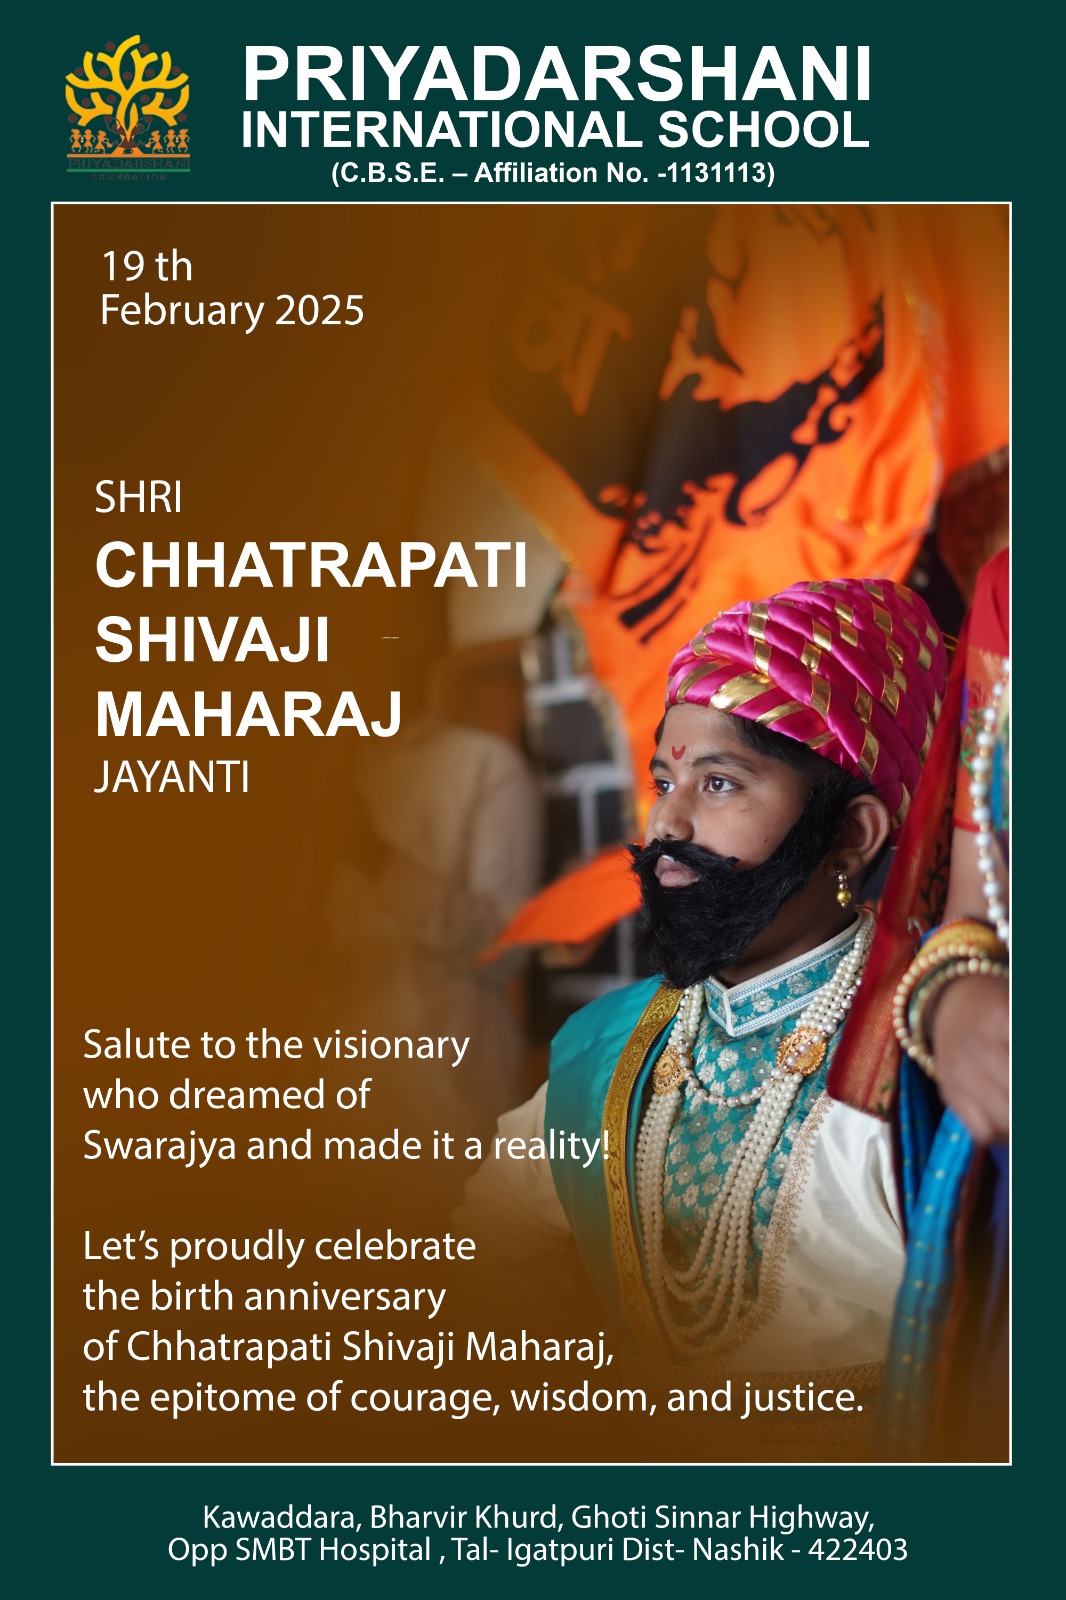 PRIYADARSHANI
INTERNATIONAL SCHOOL
(C.B.S.E. – Affiliation No. -1131113)
PRIYADARSHANI
FOUNDATION
19 th
February 2025
SHRI
CHHATRAPATI
SHIVAJI
MAHARAJ
JAYANTI
Salute to the visionary
who dreamed of
Swarajya and made it a reality!
Let’s proudly celebrate
the birth anniversary
of Chhatrapati Shivaji Maharaj,
the epitome of courage, wisdom, and justice.
Kawaddara, Bharvir Khurd, Ghoti Sinnar Highway,
Opp SMBT Hospital , Tal- Igatpuri Dist- Nashik - 422403